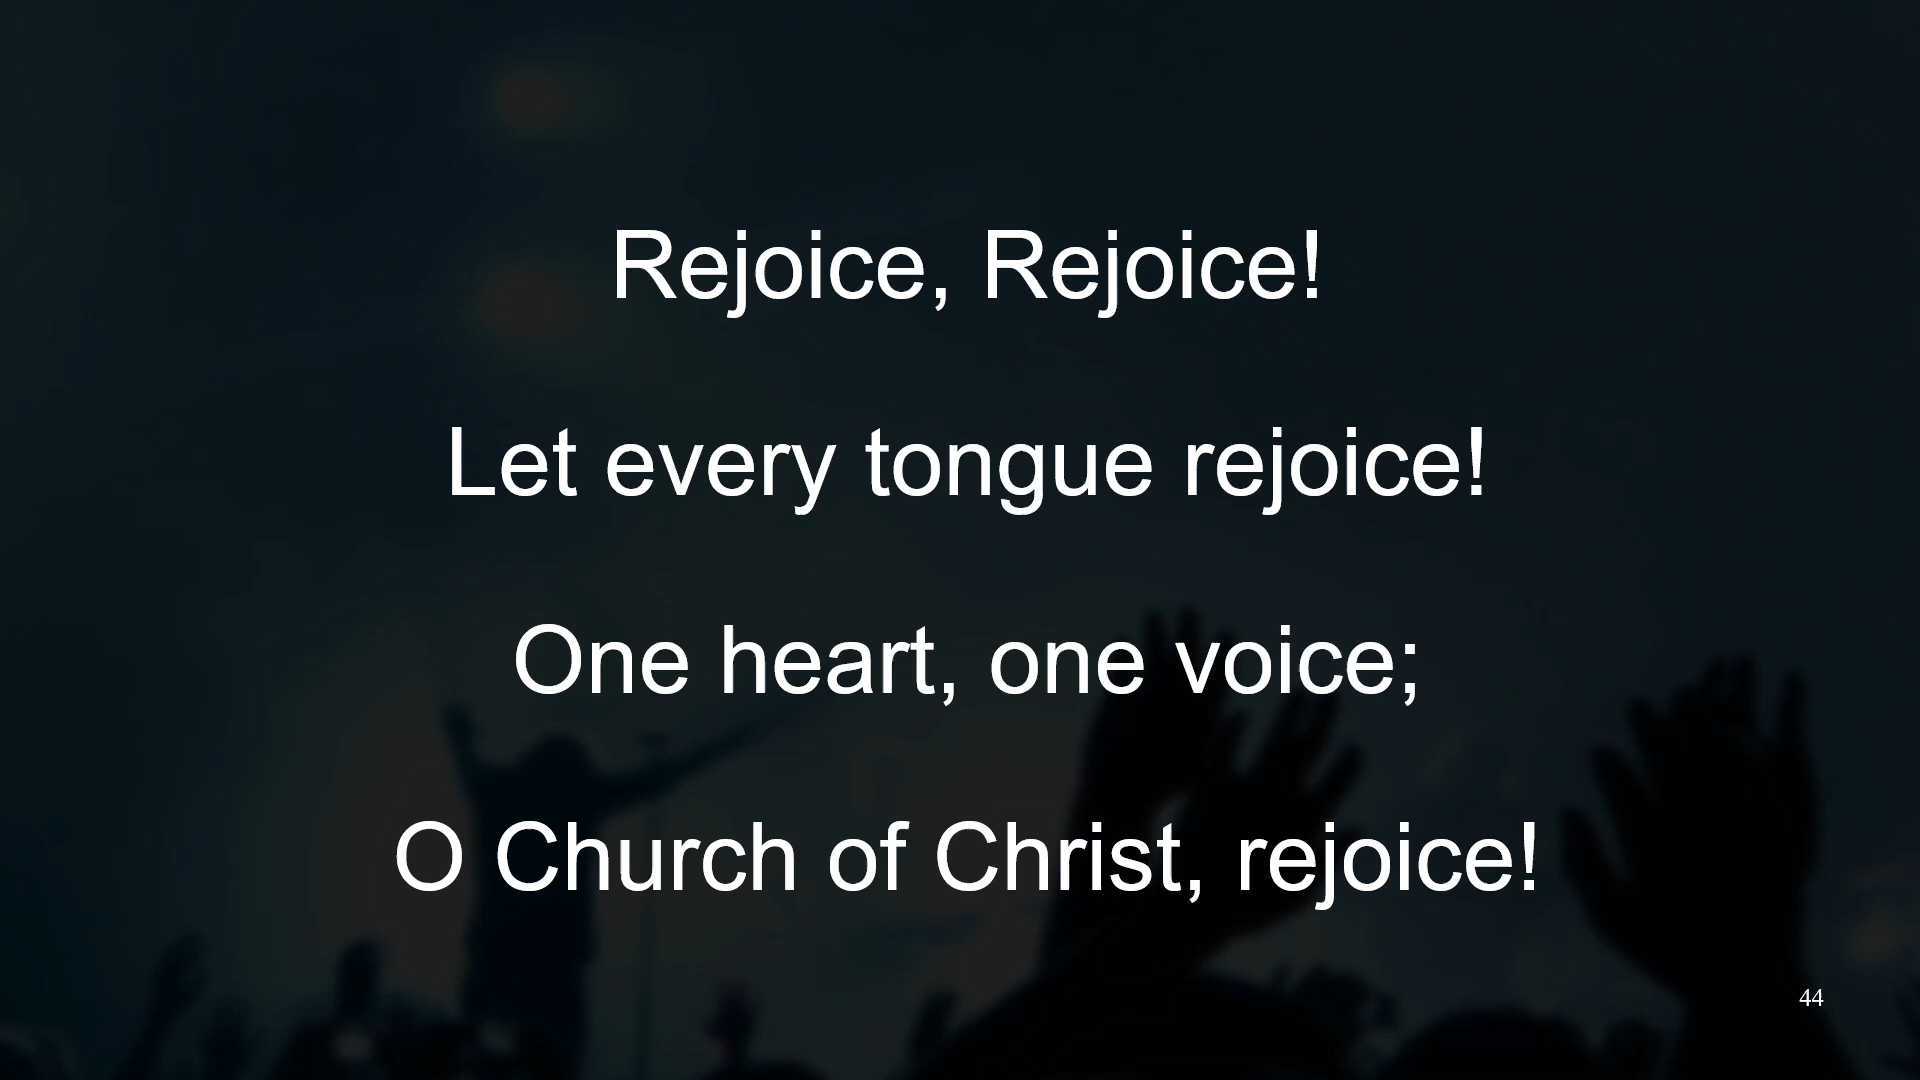 Rejoice, Rejoice!
Let every tongue rejoice!
One heart, one voice;
O Church of Christ, rejoice!
44